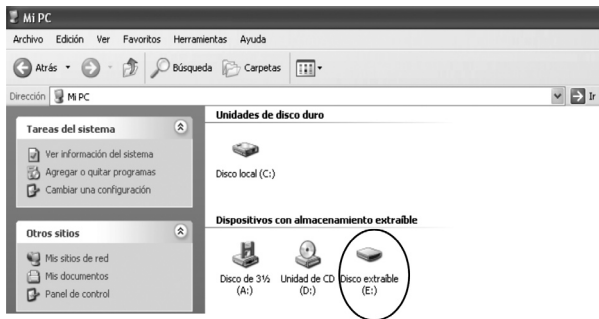 Mi PC
Archivo Edición Ver Favoritos Herramientas Ayuda
Atrás Búsqueda Carpetas
Dirección Mi PC Ir
Tareas del sistema
Ver información del sistema
Agregar o quitar programas
Cambiar una configuración
Otros sitios
Mis sitios de red
Mis documentos
Panel de control
Unidades de disco duro
Disco local (C:)
Dispositivos con almacenamiento extraíble
Disco de 3½ (A:)
Unidad de CD (D:)
Disco extraíble (E:)